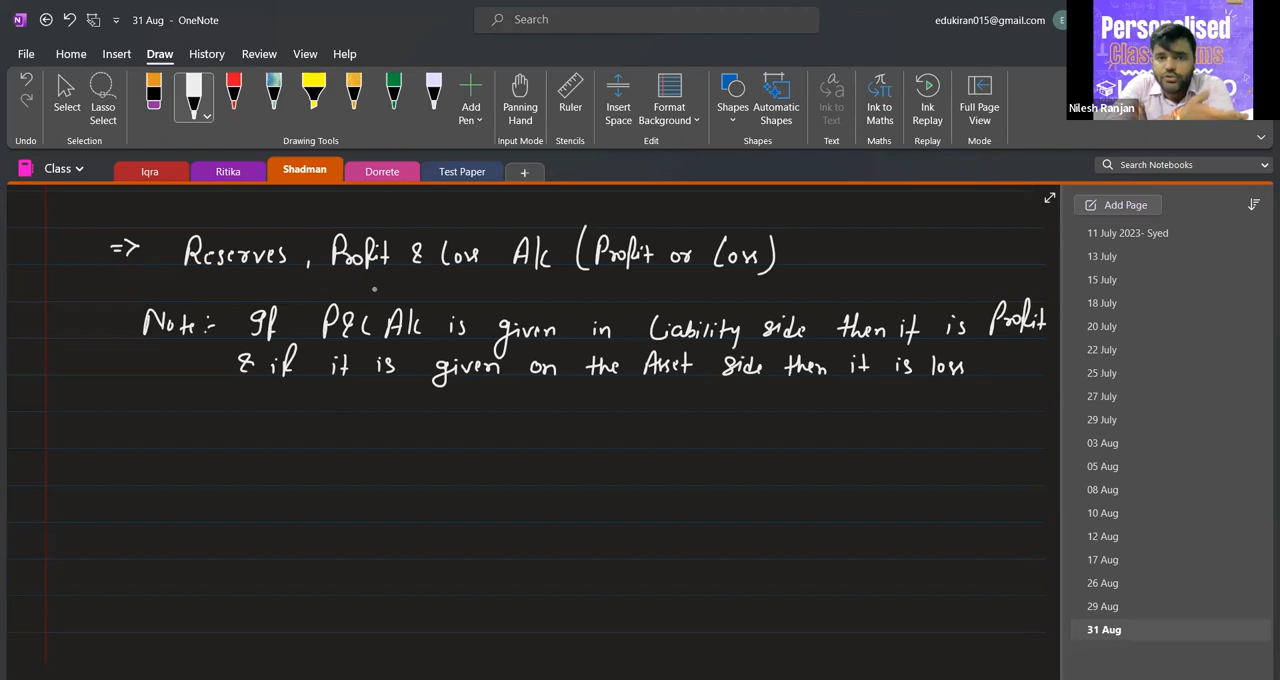 31 Aug - OneNote
Search
edukiran015@gmail.com
E
Personalised
Nilesh Ranjan
File Home Insert Draw History Review View Help
Select
Lasso Select
Add Pen
Panning Hand
Ruler
Insert Space
Format Background
Shapes
Automatic Shapes
Ink to Text
Ink to Maths
Ink Replay
Full Page View
Undo
Selection
Drawing Tools
Input Mode
Stencils
Edit
Shapes
Text
Maths
Replay
Mode
Class
Iqra
Ritika
Shadman
Dorrete
Test Paper
Search Notebooks
=> Reserves, Profit & Loss A/c (Profit or Loss)
Note:- If P&L A/c is given in Liability side then it is Profit
& if it is given on the Asset side then it is loss
Add Page
11 July 2023- Syed
13 July
15 July
18 July
20 July
22 July
25 July
27 July
29 July
03 Aug
05 Aug
08 Aug
10 Aug
12 Aug
17 Aug
26 Aug
29 Aug
31 Aug